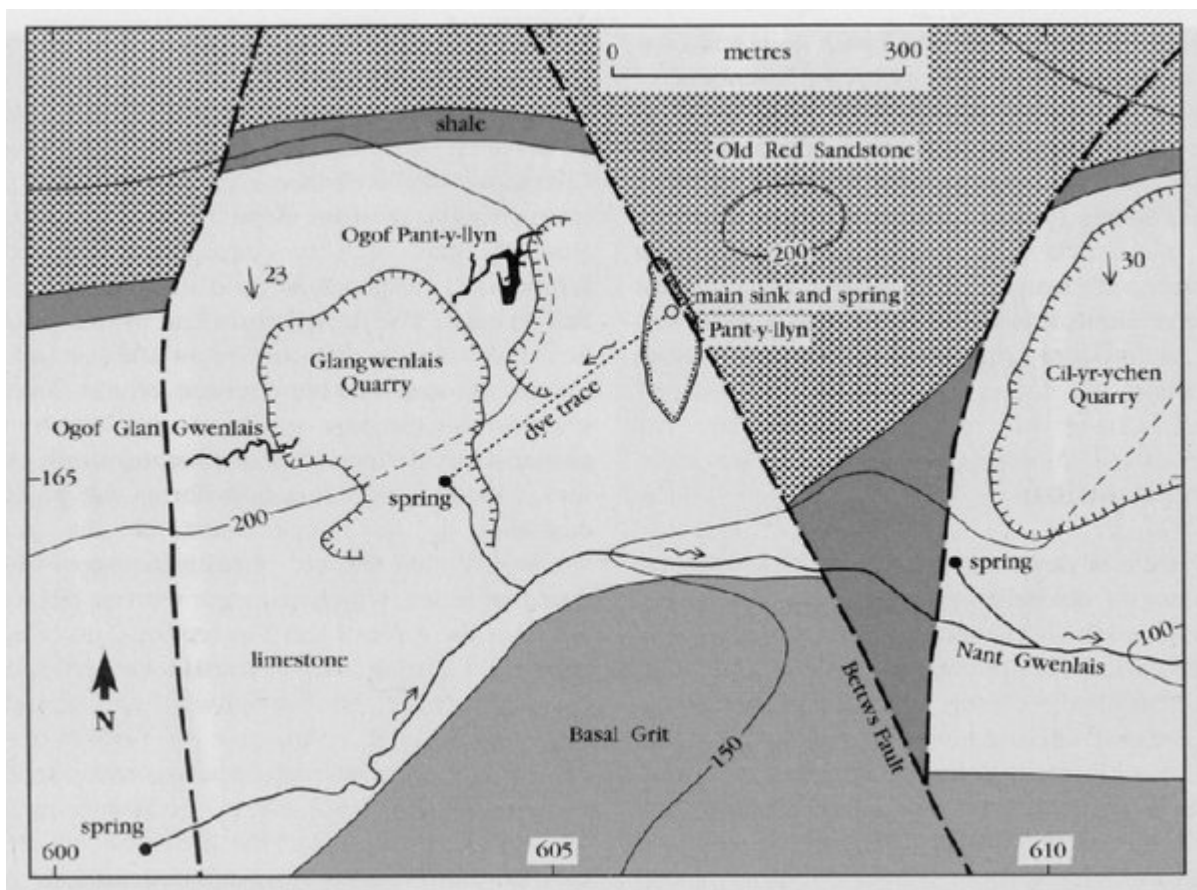 0 metres 300
shale
Old Red Sandstone
200
Ogof Pant-y-llyn
23
30
main sink and spring
Pant-y-llyn
Glangwenlais
Quarry
Cil-yr-ychen
Quarry
dye trace
Ogof Glan Gwenlais
165
spring
200
spring
100
Nant Gwenlais
limestone
N
Bettws Fault
Basal Grit
150
spring
600
605
610